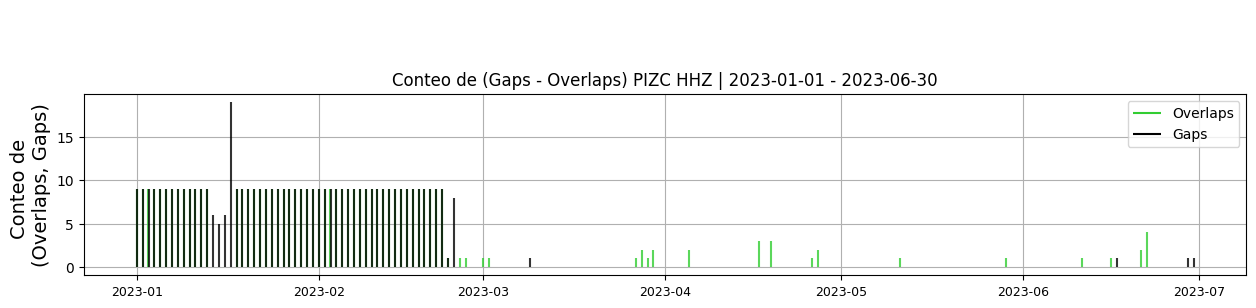 Conteo de (Gaps - Overlaps) PIZC HHZ | 2023-01-01 - 2023-06-30
Conteo de
(Overlaps, Gaps)
15
10
5
0
Overlaps
Gaps
2023-01
2023-02
2023-03
2023-04
2023-05
2023-06
2023-07